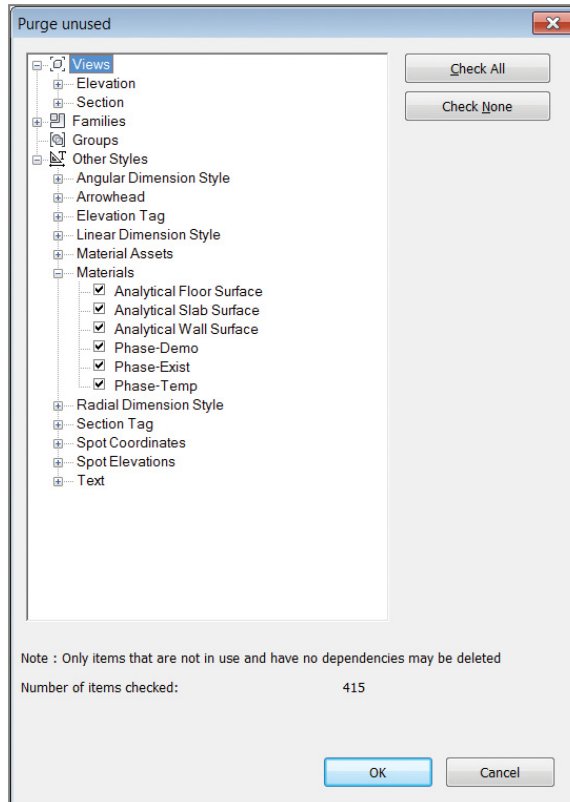 Purge unused
Views
Elevation
Section
Families
Groups
Other Styles
Angular Dimension Style
Arrowhead
Elevation Tag
Linear Dimension Style
Material Assets
Materials
Analytical Floor Surface
Analytical Slab Surface
Analytical Wall Surface
Phase-Demo
Phase-Exist
Phase-Temp
Radial Dimension Style
Section Tag
Spot Coordinates
Spot Elevations
Text
Check All
Check None
Note : Only items that are not in use and have no dependencies may be deleted
Number of items checked: 415
OK Cancel